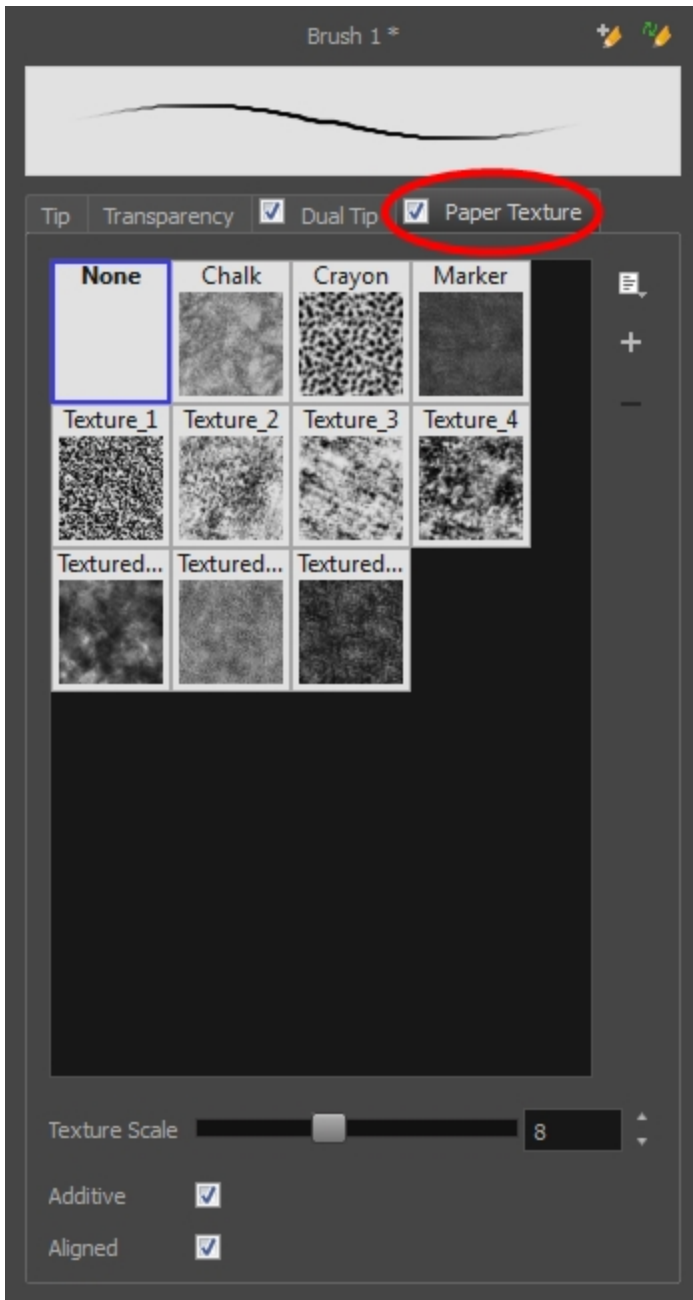 Brush 1 *
Tip Transparency Dual Tip Paper Texture
None Chalk Crayon Marker
Texture_1 Texture_2 Texture_3 Texture_4
Textured... Textured... Textured...
Texture Scale 8
Additive
Aligned